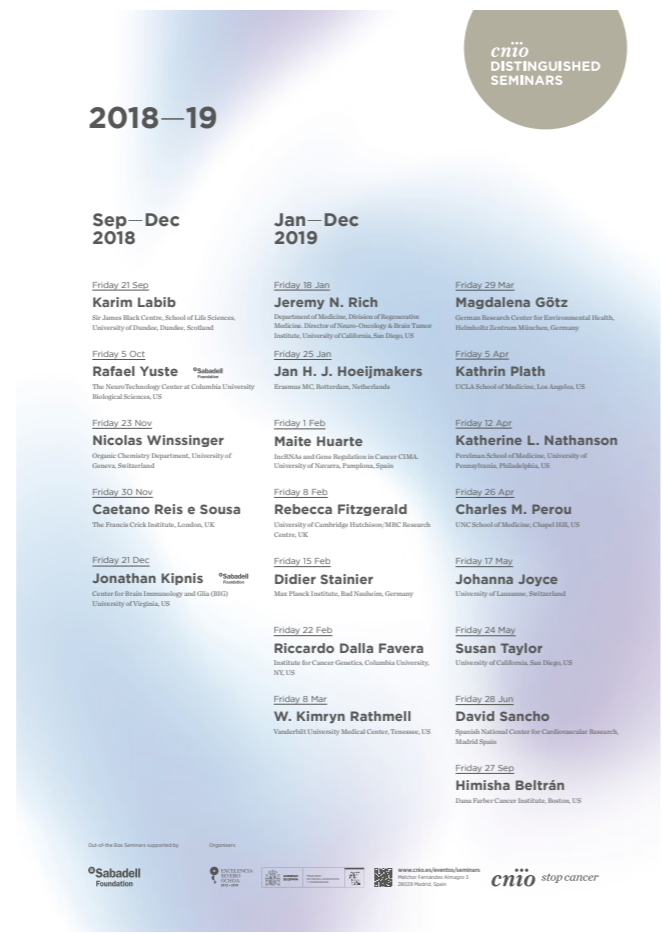 cnio
DISTINGUISHED
SEMINARS
2018—19
Sep—Dec
2018
Friday 21 Sep
Karim Labib
Sir James Black Centre, School of Life Sciences,
University of Dundee, Dundee, Scotland
Friday 5 Oct
Rafael Yuste
Sabadell
Foundation
The NeuroTechnology Center at Columbia University
Biological Sciences, US
Friday 23 Nov
Nicolas Winssinger
Organic Chemistry Department, University of
Geneva, Switzerland
Friday 30 Nov
Caetano Reis e Sousa
The Francis Crick Institute, London, UK
Friday 21 Dec
Jonathan Kipnis
Sabadell
Foundation
Center for Brain Immunology and Glia (BIG)
University of Virginia, US
Jan—Dec
2019
Friday 18 Jan
Jeremy N. Rich
Department of Medicine, Division of Regenerative
Medicine. Director of Neuro-Oncology & Brain Tumor
Institute, University of California, San Diego, US
Friday 25 Jan
Jan H. J. Hoeijmakers
Erasmus MC, Rotterdam, Netherlands
Friday 1 Feb
Maite Huarte
lncRNAs and Gene Regulation in Cancer CIMA.
University of Navarra, Pamplona, Spain
Friday 8 Feb
Rebecca Fitzgerald
University of Cambridge Hutchison/MRC Research
Centre, UK
Friday 15 Feb
Didier Stainier
Max Planck Institute, Bad Nauheim, Germany
Friday 22 Feb
Riccardo Dalla Favera
Institute for Cancer Genetics, Columbia University,
NY, US
Friday 8 Mar
W. Kimryn Rathmell
Vanderbilt University Medical Center, Tenessee, US
Friday 29 Mar
Magdalena Götz
German Research Center for Environmental Health,
Helmholtz Zentrum München, Germany
Friday 5 Apr
Kathrin Plath
UCLA School of Medicine, Los Angeles, US
Friday 12 Apr
Katherine L. Nathanson
Perelman School of Medicine, University of
Pennsylvania, Philadelphia, US
Friday 26 Apr
Charles M. Perou
UNC School of Medicine, Chapel Hill, US
Friday 17 May
Johanna Joyce
University of Lausanne, Switzerland
Friday 24 May
Susan Taylor
University of California, San Diego, US
Friday 28 Jun
David Sancho
Spanish National Center for Cardiovascular Research,
Madrid Spain
Friday 27 Sep
Himisha Beltrán
Dana Farber Cancer Institute, Boston, US
Out-of-the Box Seminars supported by
Sabadell
Foundation
Organisers
EXCELENCIA
SEVERO
OCHOA
www.cnio.es/eventos/seminars
Melchor Fernández Almagro 3
28029 Madrid, Spain
cnio stop cancer